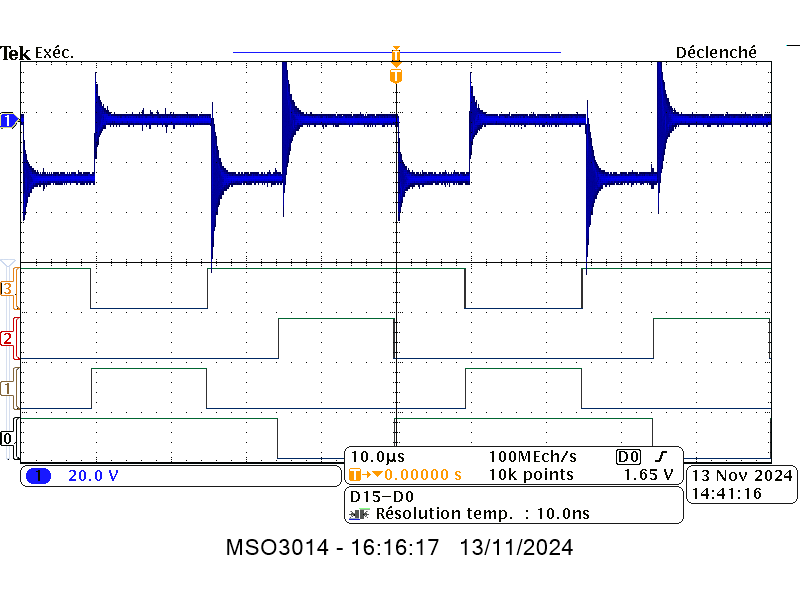 Tek Exéc.
Déclenché
T
T
1
3
2
1
0
10.0µs 100MEch/s D0
T→▼0.00000 s 10k points 1.65 V
1 20.0 V
13 Nov 2024
14:41:16
D15-D0
Résolution temp. : 10.0ns
MSO3014 - 16:16:17 13/11/2024